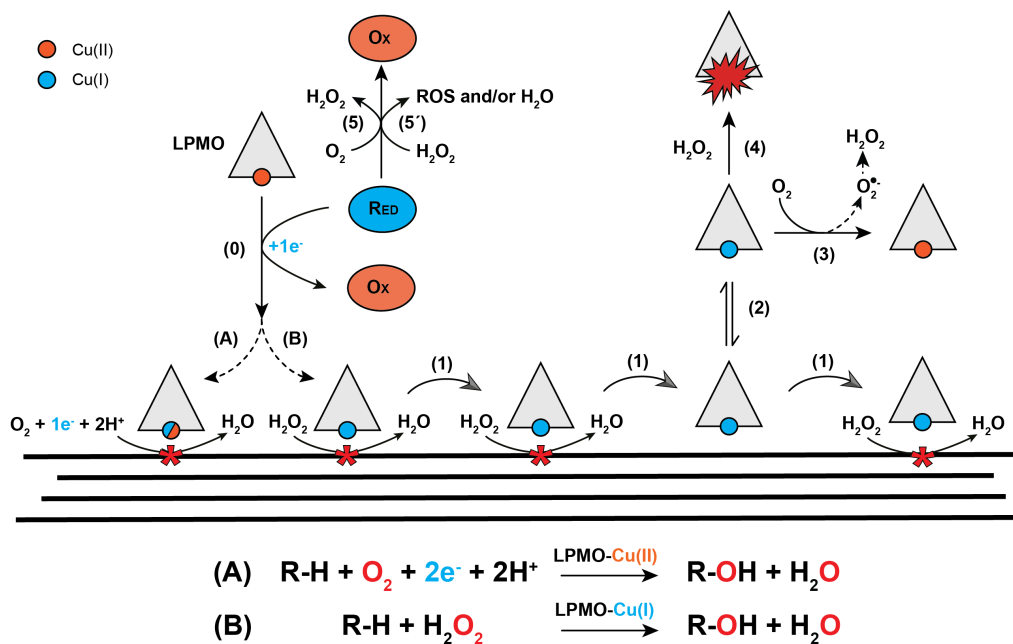 Cu(II)
Cu(I)
LPMO
Ox
H₂O₂
ROS and/or H₂O
(5)
(5´)
O₂
H₂O₂
RED
(0)
+1e⁻
Ox
(A)
(B)
H₂O₂
(4)
H₂O₂
O₂
O₂•⁻
(3)
(2)
(1)
(1)
(1)
O₂ + 1e⁻ + 2H⁺
H₂O
H₂O₂
H₂O
H₂O₂
H₂O
H₂O₂
H₂O
*
*
*
*
(A) R-H + O₂ + 2e⁻ + 2H⁺ LPMO-Cu(II) R-OH + H₂O
(B) R-H + H₂O₂ LPMO-Cu(I) R-OH + H₂O